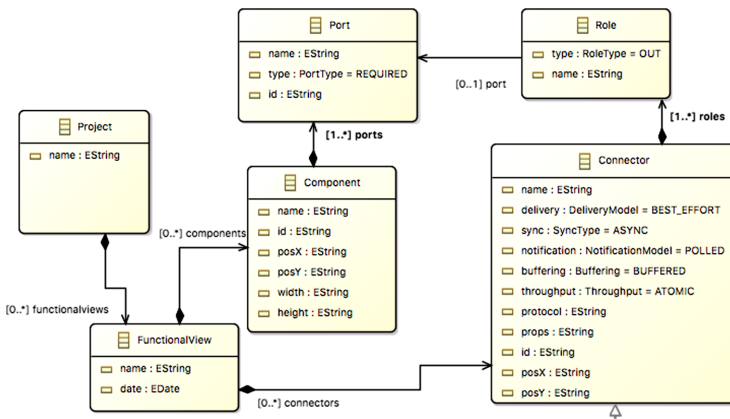 Port
name : EString
type : PortType = REQUIRED
id : EString
Role
type : RoleType = OUT
name : EString
[0..1] port
[1..*] ports
[1..*] roles
Project
name : EString
Component
name : EString
id : EString
posX : EString
posY : EString
width : EString
height : EString
Connector
name : EString
delivery : DeliveryModel = BEST_EFFORT
sync : SyncType = ASYNC
notification : NotificationModel = POLLED
buffering : Buffering = BUFFERED
throughput : Throughput = ATOMIC
protocol : EString
props : EString
id : EString
posX : EString
posY : EString
[0..*] components
[0..*] functionalviews
FunctionalView
name : EString
date : EDate
[0..*] connectors